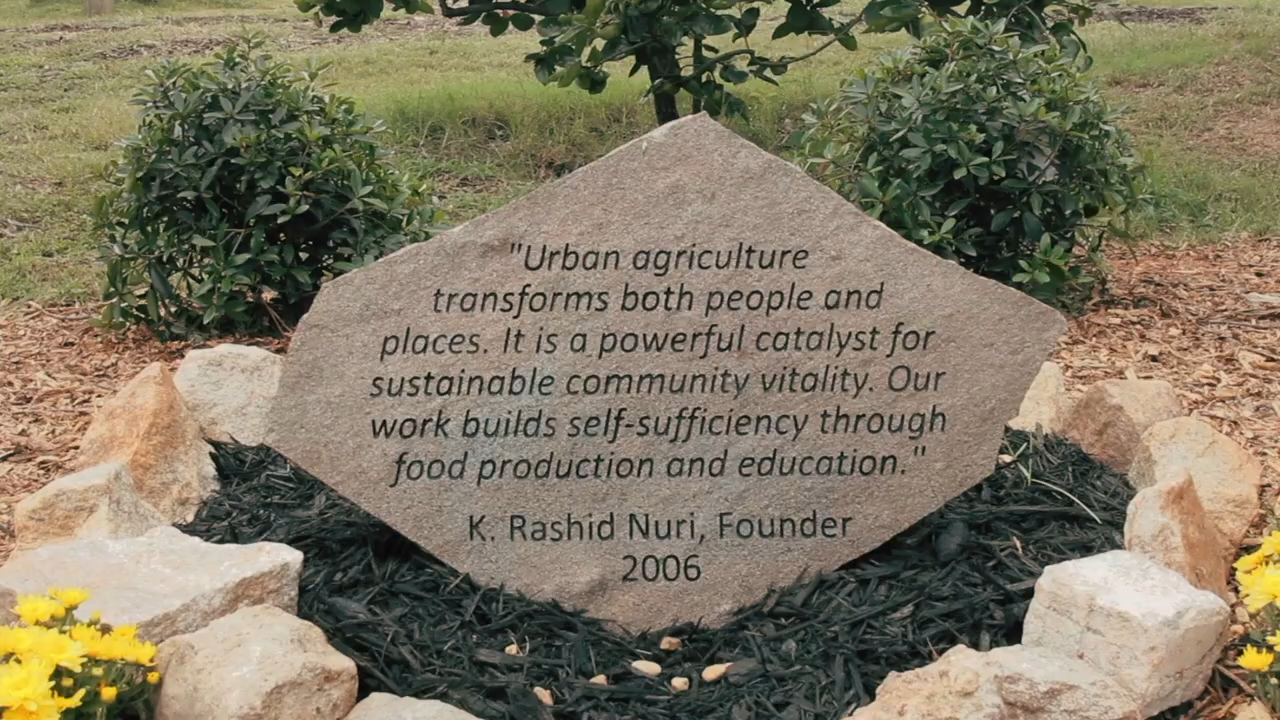 "Urban agriculture
transforms both people and
places. It is a powerful catalyst for
sustainable community vitality. Our
work builds self-sufficiency through
food production and education."
K. Rashid Nuri, Founder
2006